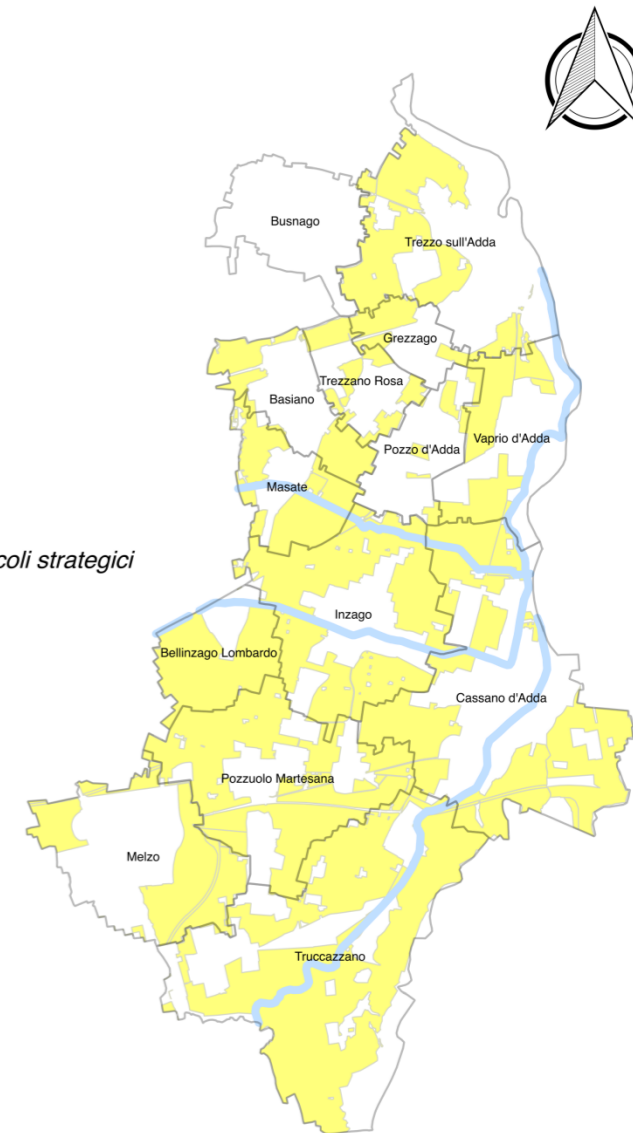 Busnago
Trezzo sull'Adda
Grezzago
Trezzano Rosa
Basiano
Vaprio d'Adda
Pozzo d'Adda
Masate
coli strategici
Inzago
Bellinzago Lombardo
Cassano d'Adda
Pozzuolo Martesana
Melzo
Truccazzano